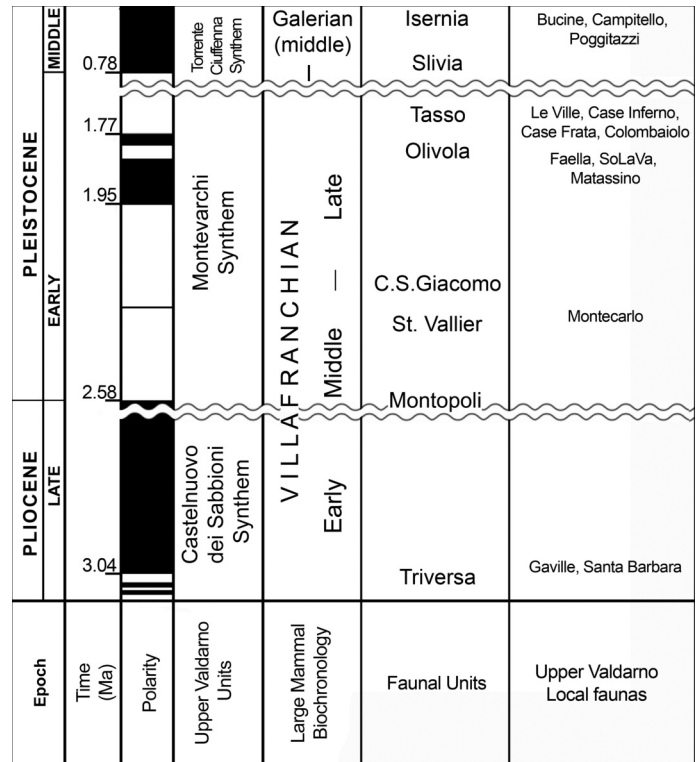 PLEISTOCENE
MIDDLE
0.78
Torrente
Ciuffenna
Synthem
Galerian
(middle)
Isernia
Slivia
Bucine, Campitello,
Poggitazzi
EARLY
1.77
1.95
2.58
Montevarchi
Synthem
VILLAFRANCHIAN
Late
Middle
Early
Tasso
Olivola
C.S.Giacomo
St. Vallier
Montopoli
Le Ville, Case Inferno,
Case Frata, Colombaiolo
Faella, SoLaVa,
Matassino
Montecarlo
PLIOCENE
LATE
3.04
Castelnuovo
dei Sabbioni
Synthem
Triversa
Gaville, Santa Barbara
Epoch
Time
(Ma)
Polarity
Upper Valdarno
Units
Large Mammal
Biochronology
Faunal Units
Upper Valdarno
Local faunas